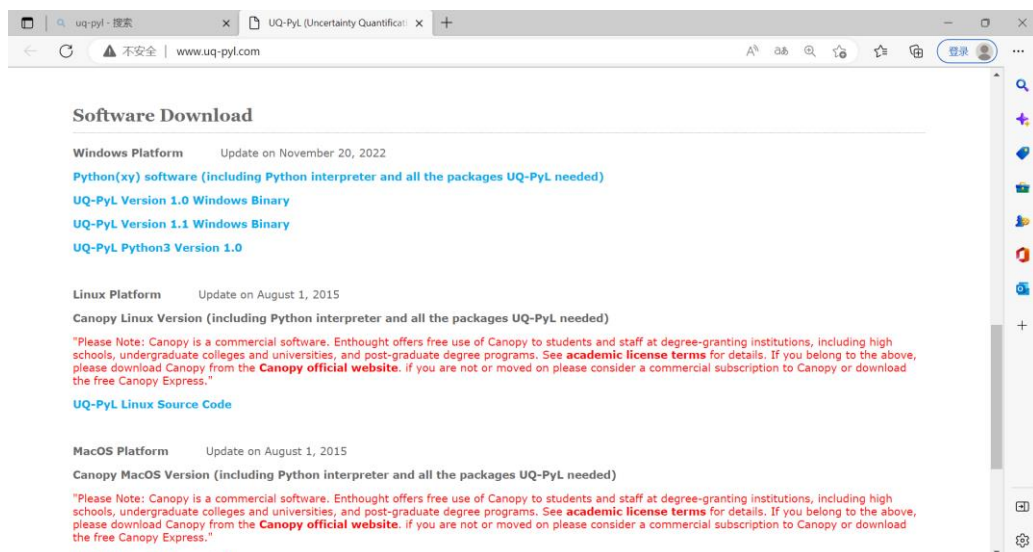 uq-pyl - 搜索
UQ-PyL (Uncertainty Quantificati
不安全 | www.uq-pyl.com
登录
Software Download
Windows Platform Update on November 20, 2022
Python(xy) software (including Python interpreter and all the packages UQ-PyL needed)
UQ-PyL Version 1.0 Windows Binary
UQ-PyL Version 1.1 Windows Binary
UQ-PyL Python3 Version 1.0
Linux Platform Update on August 1, 2015
Canopy Linux Version (including Python interpreter and all the packages UQ-PyL needed)
"Please Note: Canopy is a commercial software. Enthought offers free use of Canopy to students and staff at degree-granting institutions, including high
schools, undergraduate colleges and universities, and post-graduate degree programs. See academic license terms for details. If you belong to the above,
please download Canopy from the Canopy official website. if you are not or moved on please consider a commercial subscription to Canopy or download
the free Canopy Express."
UQ-PyL Linux Source Code
MacOS Platform Update on August 1, 2015
Canopy MacOS Version (including Python interpreter and all the packages UQ-PyL needed)
"Please Note: Canopy is a commercial software. Enthought offers free use of Canopy to students and staff at degree-granting institutions, including high
schools, undergraduate colleges and universities, and post-graduate degree programs. See academic license terms for details. If you belong to the above,
please download Canopy from the Canopy official website. if you are not or moved on please consider a commercial subscription to Canopy or download
the free Canopy Express."